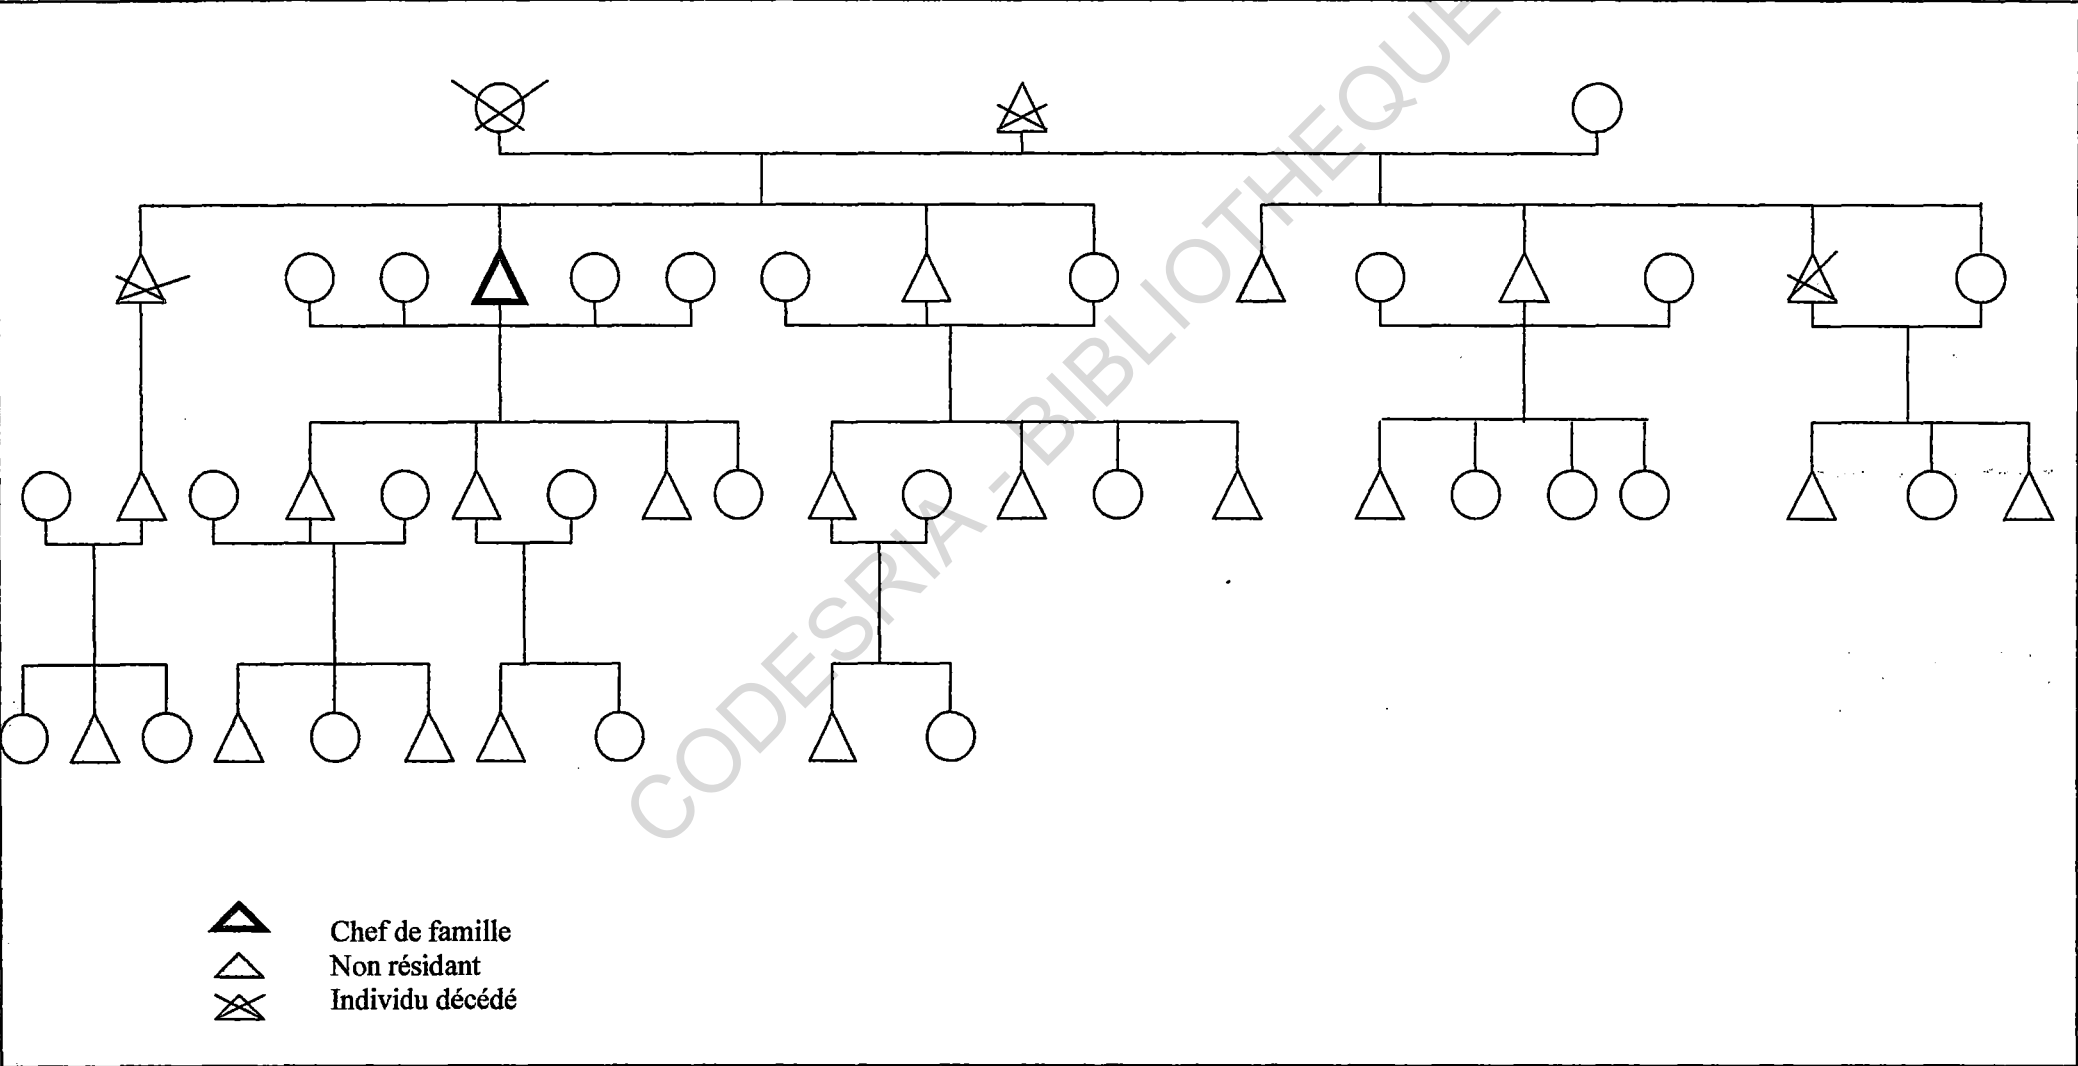 CODESRIA - BIBLIOTHEQUE
Chef de famille
Non résidant
Individu décédé